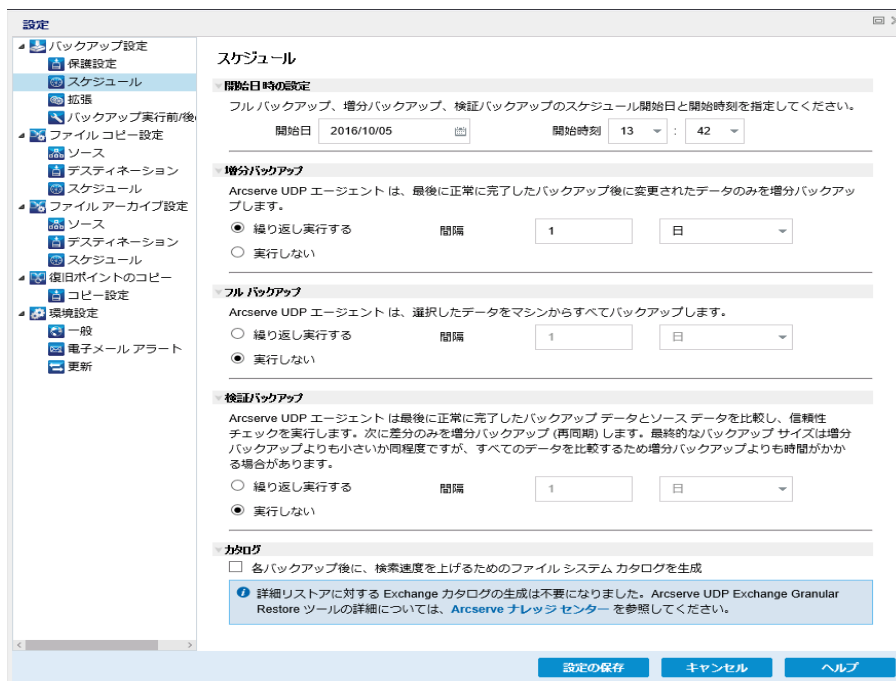 設定
バックアップ設定
保護設定
スケジュール
拡張
バックアップ実行前/後
ファイル コピー設定
ソース
デスティネーション
スケジュール
ファイル アーカイブ設定
ソース
デスティネーション
スケジュール
復旧ポイントのコピー
コピー設定
環境設定
一般
電子メール アラート
更新
スケジュール
開始日時の設定
フル バックアップ、増分バックアップ、検証バックアップのスケジュール開始日と開始時刻を指定してください。
開始日 2016/10/05 開始時刻 13 : 42
増分バックアップ
Arcserve UDP エージェント は、最後に正常に完了したバックアップ後に変更されたデータのみを増分バックアッ
プします。
繰り返し実行する 間隔 1 日
実行しない
フル バックアップ
Arcserve UDP エージェント は、選択したデータをマシンからすべてバックアップします。
繰り返し実行する 間隔 1 日
実行しない
検証バックアップ
Arcserve UDP エージェント は最後に正常に完了したバックアップ データとソース データを比較し、信頼性
チェックを実行します。次に差分のみを増分バックアップ (再同期) します。最終的なバックアップ サイズは増分
バックアップよりも小さいか同程度ですが、すべてのデータを比較するため増分バックアップよりも時間がかか
る場合があります。
繰り返し実行する 間隔 1 日
実行しない
カタログ
各バックアップ後に、検索速度を上げるためのファイル システム カタログを生成
詳細リストアに対する Exchange カタログの生成は不要になりました。Arcserve UDP Exchange Granular
Restore ツールの詳細については、Arcserve ナレッジ センター を参照してください。
設定の保存 キャンセル ヘルプ